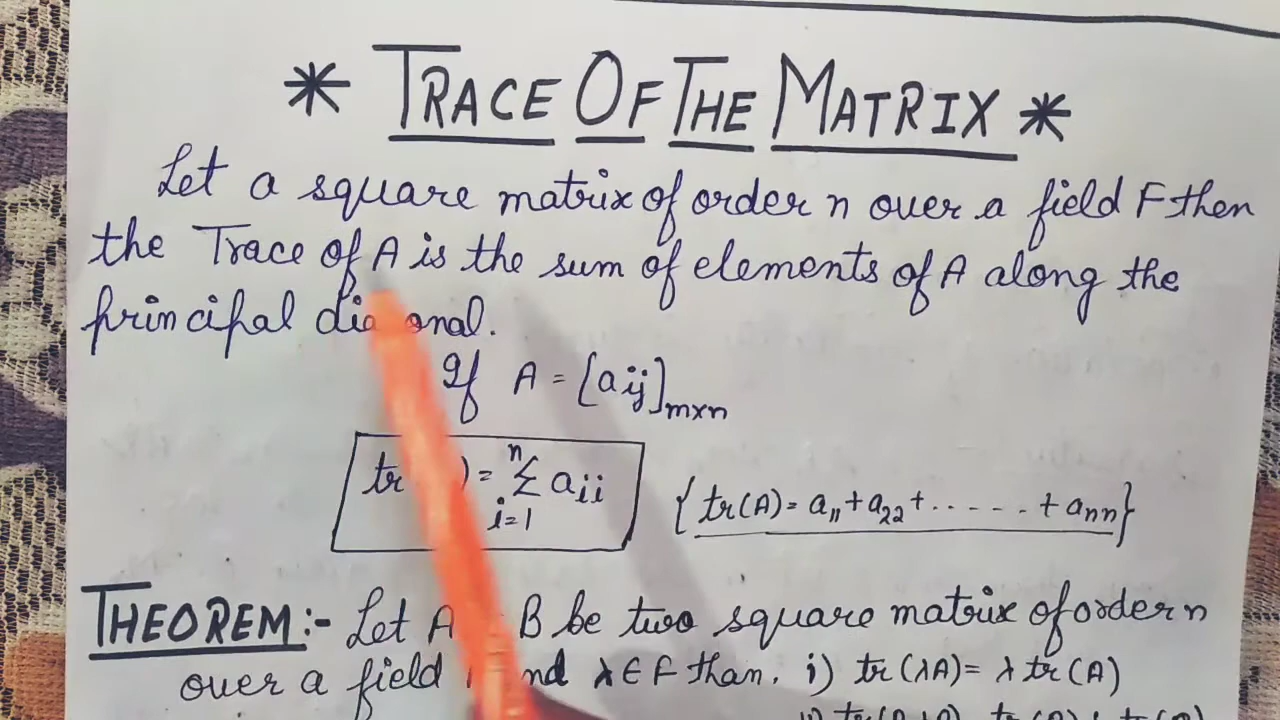 * TRACE OF THE MATRIX *
Let a square matrix of order n over a field F then
the Trace of A is the sum of elements of A along the
principal diagonal.
If A = [aij]m×n
tr( ) = n∑i=1 aii {tr(A) = a11 + a22 + ...... + ann}
THEOREM:- Let A B be two square matrix of order n
over a field and λ∈F than. i) tr(λA) = λ tr(A)